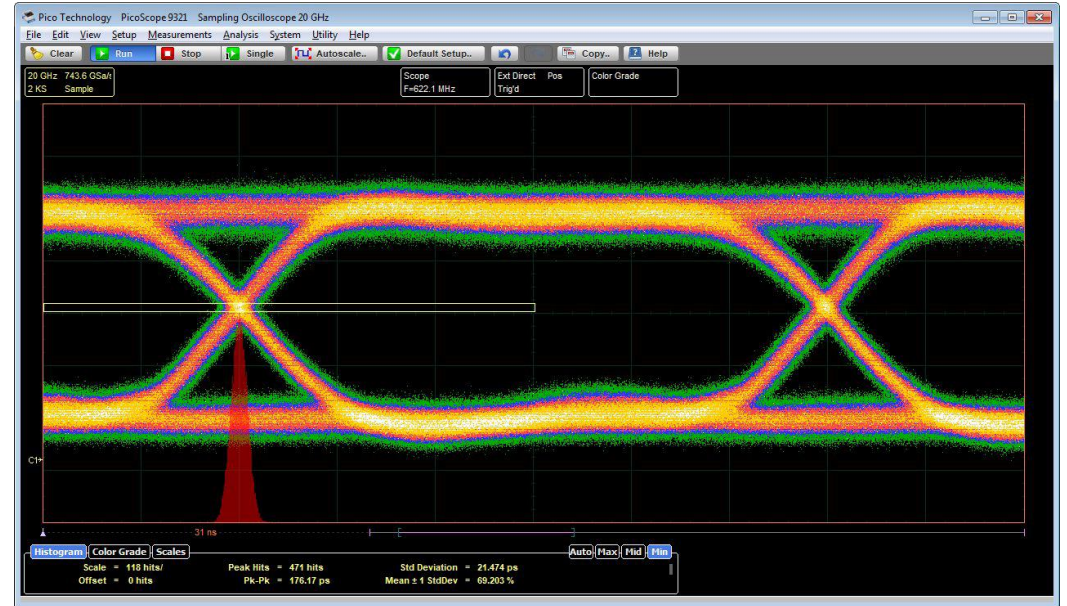 Pico Technology PicoScope 9321 Sampling Oscilloscope 20 GHz
File Edit View Setup Measurements Analysis System Utility Help
Clear Run Stop Single Autoscale.. Default Setup.. Copy.. Help
20 GHz 743.6 GSa/s
2 KS Sample
Scope
F=622.1 MHz
Ext Direct Pos
Trig'd
Color Grade
C1
31 ns
Histogram Color Grade Scales
Auto Max Mid Min
Scale = 118 hits/ Peak Hits = 471 hits Std Deviation = 21.474 ps
Offset = 0 hits Pk-Pk = 176.17 ps Mean ± 1 StdDev = 69.203 %